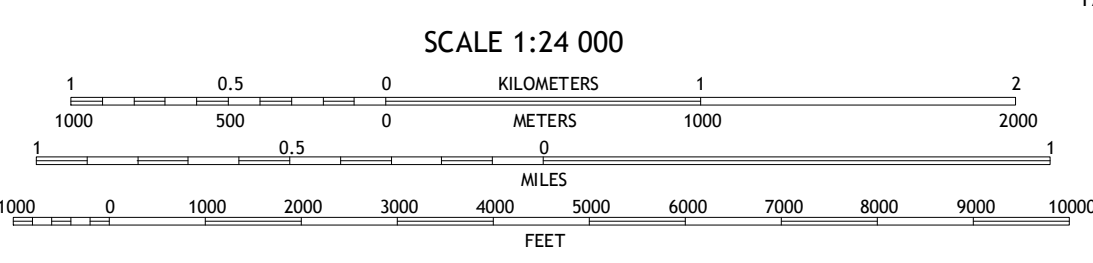 SCALE 1:24 000
1 0.5 0 KILOMETERS 1 2
1000 500 0 METERS 1000 2000
1 0.5 0 1
MILES
1000 0 1000 2000 3000 4000 5000 6000 7000 8000 9000 10000
FEET